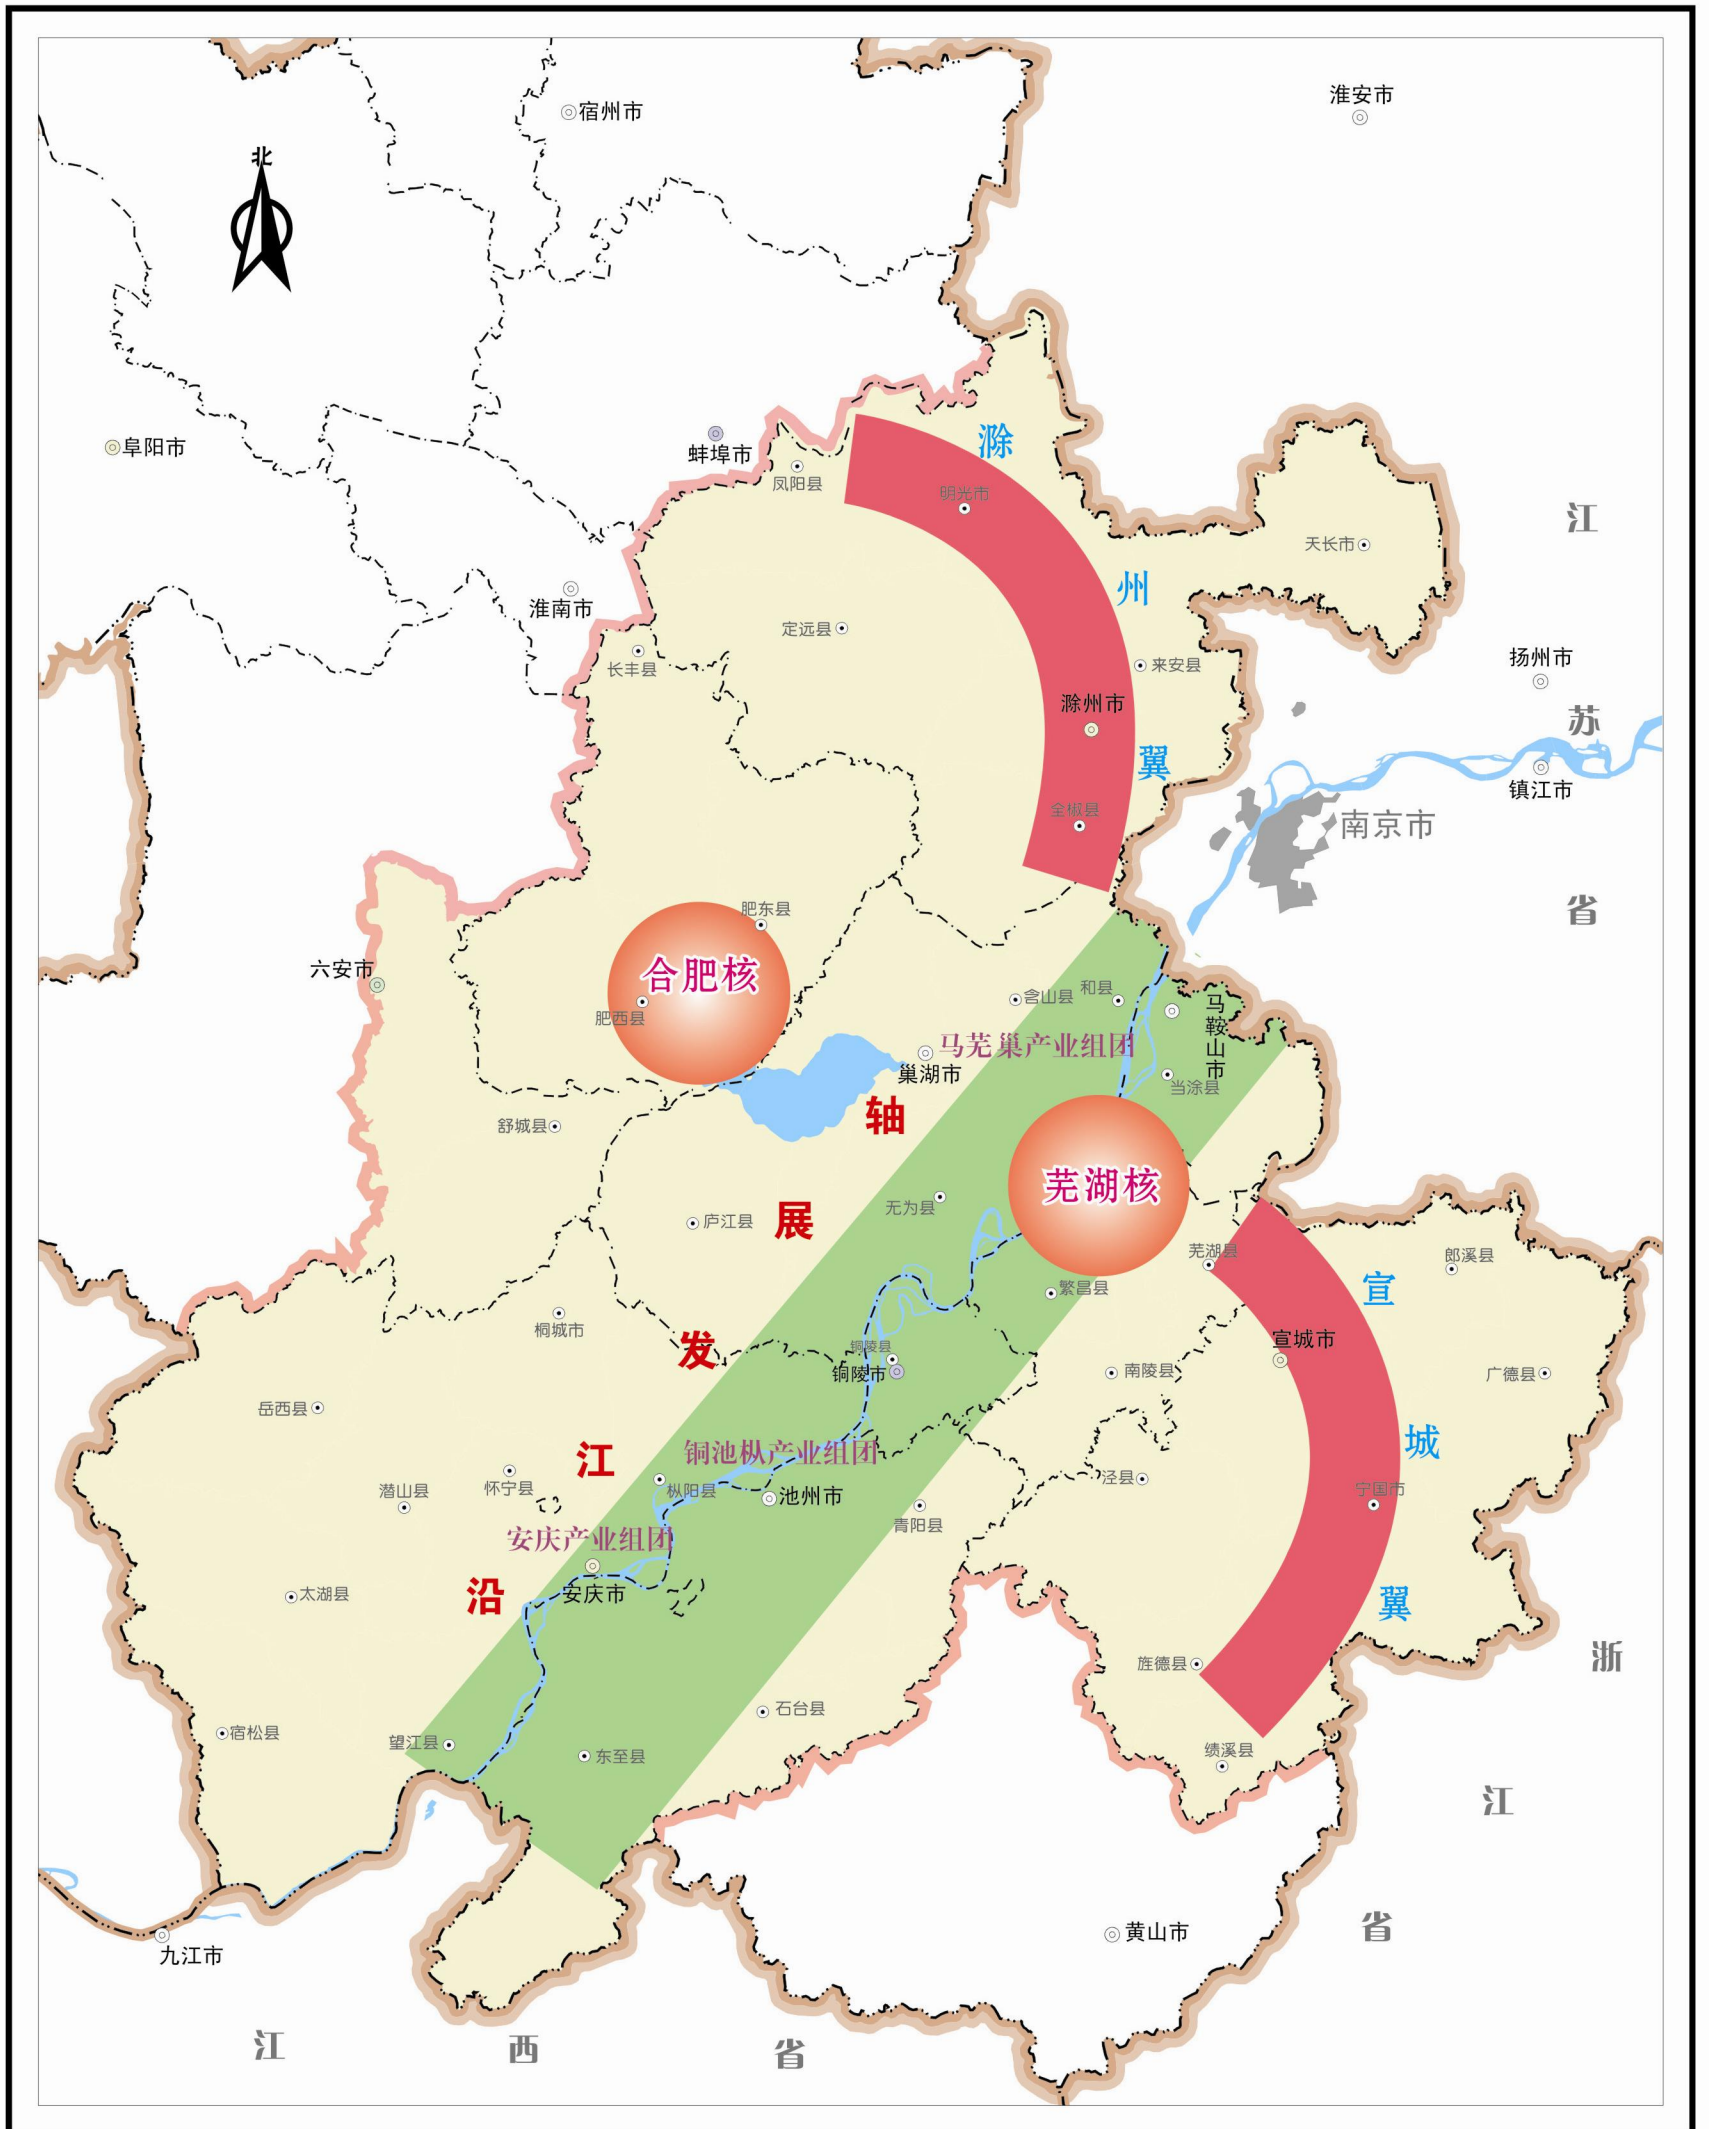 宿州市
淮安市
北
阜阳市
蚌埠市
凤阳县
滁州翼
明光市
天长市
江苏省
淮南市
长丰县
定远县
来安县
扬州市
滁州市
镇江市
全椒县
南京市
肥东县
六安市
合肥核
肥西县
含山县
和县
马鞍山市
马芜巢产业组团
巢湖市
当涂县
沿江发展轴
舒城县
芜湖核
无为县
庐江县
芜湖县
郎溪县
繁昌县
宣城翼
桐城市
宣城市
铜陵县
铜陵市
南陵县
广德县
岳西县
铜池枞产业组团
潜山县
怀宁县
枞阳县
池州市
泾县
宁国市
青阳县
安庆产业组团
安庆市
太湖县
旌德县
浙江省
宿松县
望江县
东至县
石台县
绩溪县
九江市
黄山市
江西省